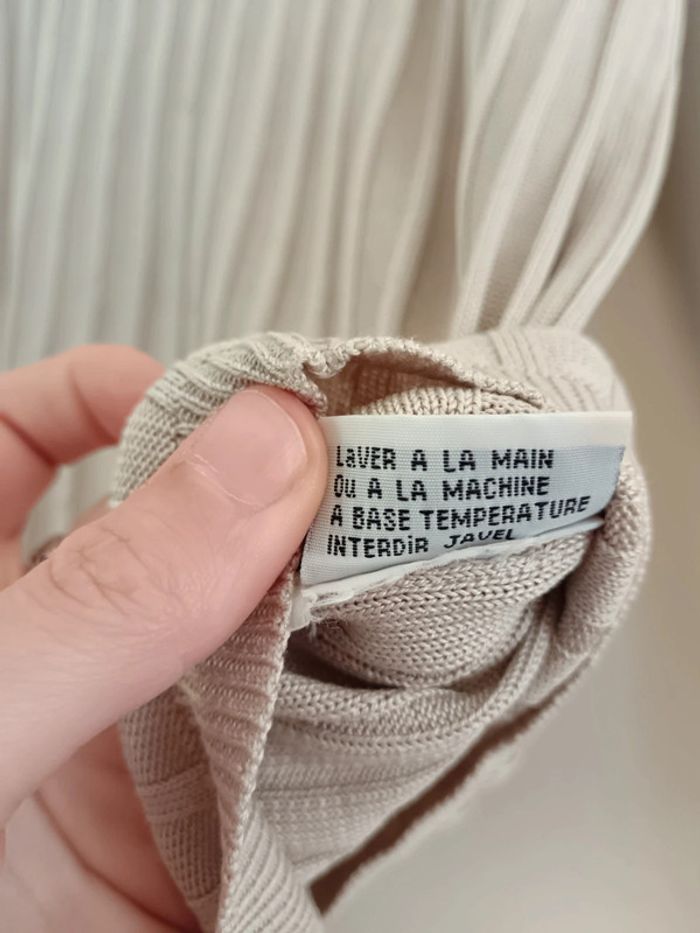 LaVER A LA MAIN
Ou A LA MACHINE
A BASE TEMPERATURE
INTERDiR JAVEL